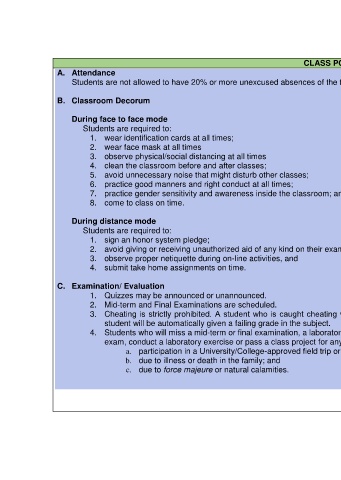 CLASS PO
A. Attendance
Students are not allowed to have 20% or more unexcused absences of the
B. Classroom Decorum
During face to face mode
Students are required to:
1. wear identification cards at all times;
2. wear face mask at all times
3. observe physical/social distancing at all times
4. clean the classroom before and after classes;
5. avoid unnecessary noise that might disturb other classes;
6. practice good manners and right conduct at all times;
7. practice gender sensitivity and awareness inside the classroom; an
8. come to class on time.
During distance mode
Students are required to:
1. sign an honor system pledge;
2. avoid giving or receiving unauthorized aid of any kind on their exam
3. observe proper netiquette during on-line activities, and
4. submit take home assignments on time.
C. Examination/ Evaluation
1. Quizzes may be announced or unannounced.
2. Mid-term and Final Examinations are scheduled.
3. Cheating is strictly prohibited. A student who is caught cheating
student will be automatically given a failing grade in the subject.
4. Students who will miss a mid-term or final examination, a laborator
exam, conduct a laboratory exercise or pass a class project for any
a. participation in a University/College-approved field trip or
b. due to illness or death in the family; and
c. due to force majeure or natural calamities.